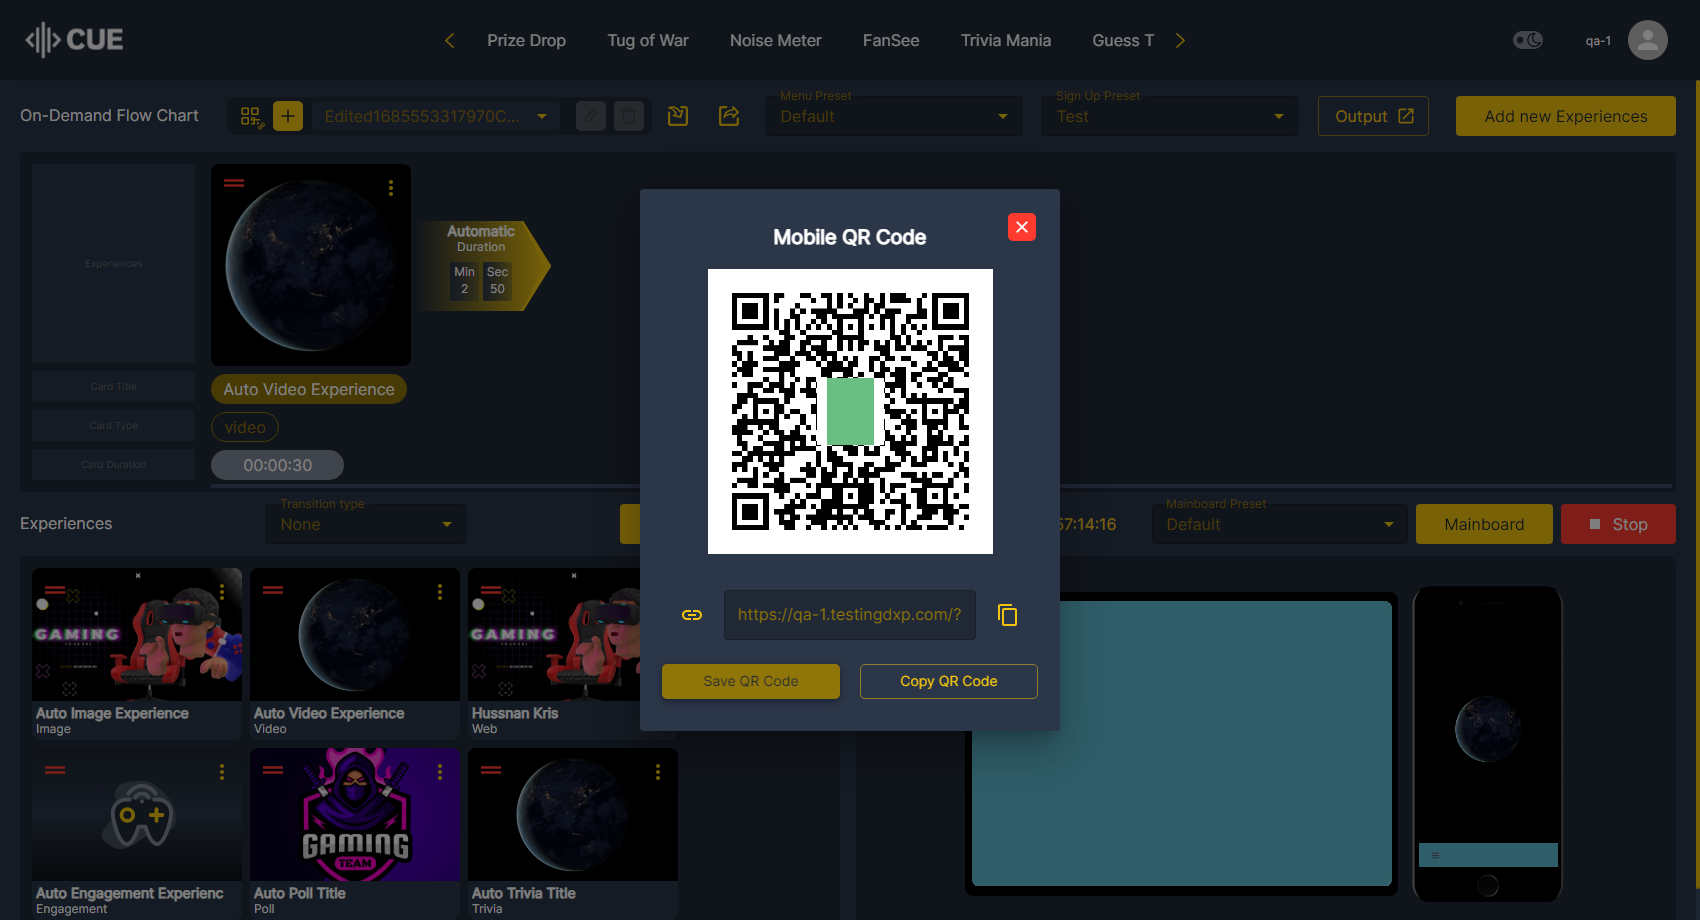 CUE
Prize Drop
Tug of War
Noise Meter
FanSee
Trivia Mania
Guess T
qa-1
On-Demand Flow Chart
Edited1685553317970C...
Menu Preset
Default
Sign Up Preset
Test
Output
Add new Experiences
Experiences
Automatic
Duration
Min
Sec
2
50
Card Title
Auto Video Experience
Card Type
video
Card Duration
00:00:30
Mobile QR Code
https://qa-1.testingdxp.com/?
Save QR Code
Copy QR Code
Experiences
Transition type
None
57:14:16
Mainboard Preset
Default
Mainboard
Stop
GAMING
Auto Image Experience
Image
Auto Video Experience
Video
GAMING
Hussnan Kris
Web
Auto Engagement Experienc
Engagement
GAMING
TEAM
Auto Poll Title
Poll
Auto Trivia Title
Trivia